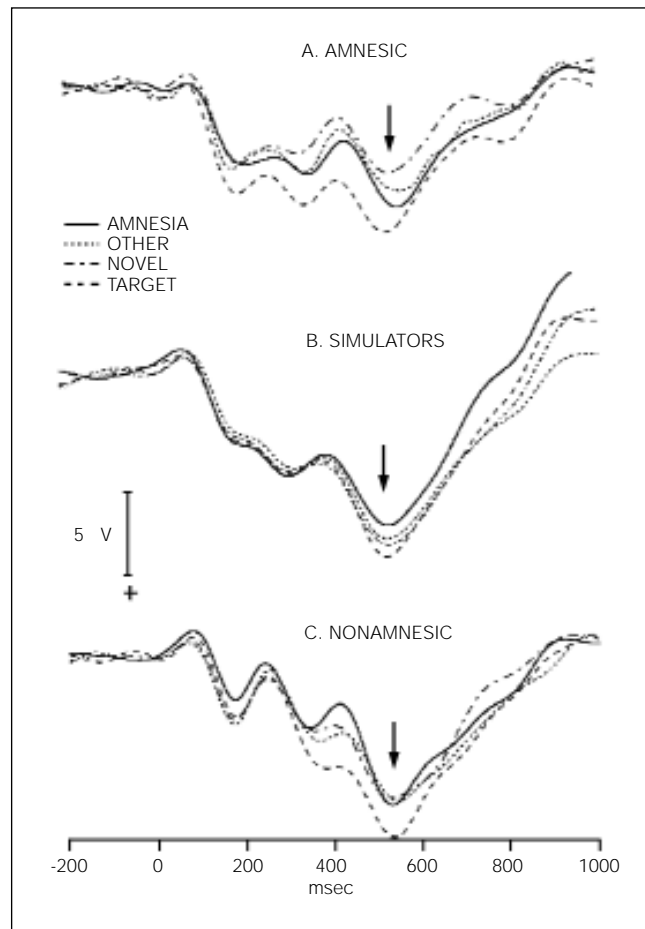 A. AMNESIC
AMNESIA
OTHER
NOVEL
TARGET
B. SIMULATORS
5 V
+
C. NONAMNESIC
-200 0 200 400 600 800 1000
msec